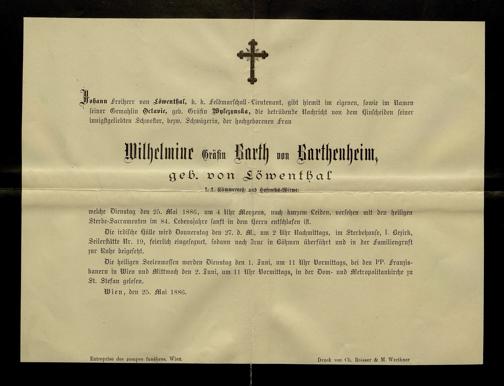 Johann Freiherr von Löwenthal, k. k. Feldmarschall-Lieutenant, gibt hiemit im eigenen, sowie im Namen
seiner Gemahlin Octavie, geb. Gräfin die betrübende Nachricht von dem Hinscheiden seiner
innigstgeliebten Schwester, bezw. Schwägerin, der hochgebornen Frau
Wilhelmine Gräfin Barth von Barthenheim,
geb. von Löwenthal
k. k. Kämmerers- und Hofraths-Witwe
welche Dienstag den 25. Mai 1886, um 4 Uhr Morgens, nach kurzem Leiden, versehen mit den heiligen
Sterbe-Sacramenten im 84. Lebensjahre sanft in dem Herrn entschlafen ist.
Die irdische Hülle wird Donnerstag den 27. d. M., um 2 Uhr Nachmittags, im Sterbehause, I. Bezirk,
Seilerstätte Nr. 19, feierlich eingesegnet, sodann nach in Böhmen überführt und in der Familiengruft
zur Ruhe beigesetzt.
Die heiligen Seelenmessen werden Dienstag den 1. Juni, um 11 Uhr Vormittags, bei den PP. Franzis-
kanern in Wien und Mittwoch den 2. Juni, um 11 Uhr Vormittags, in der Dom- und Metropolitankirche zu
St. Stefan gelesen.
Wien, den 25. Mai 1886.
Entreprise des pompes funèbres, Wien.
Druck von Ch. Reisser & M. Werthner